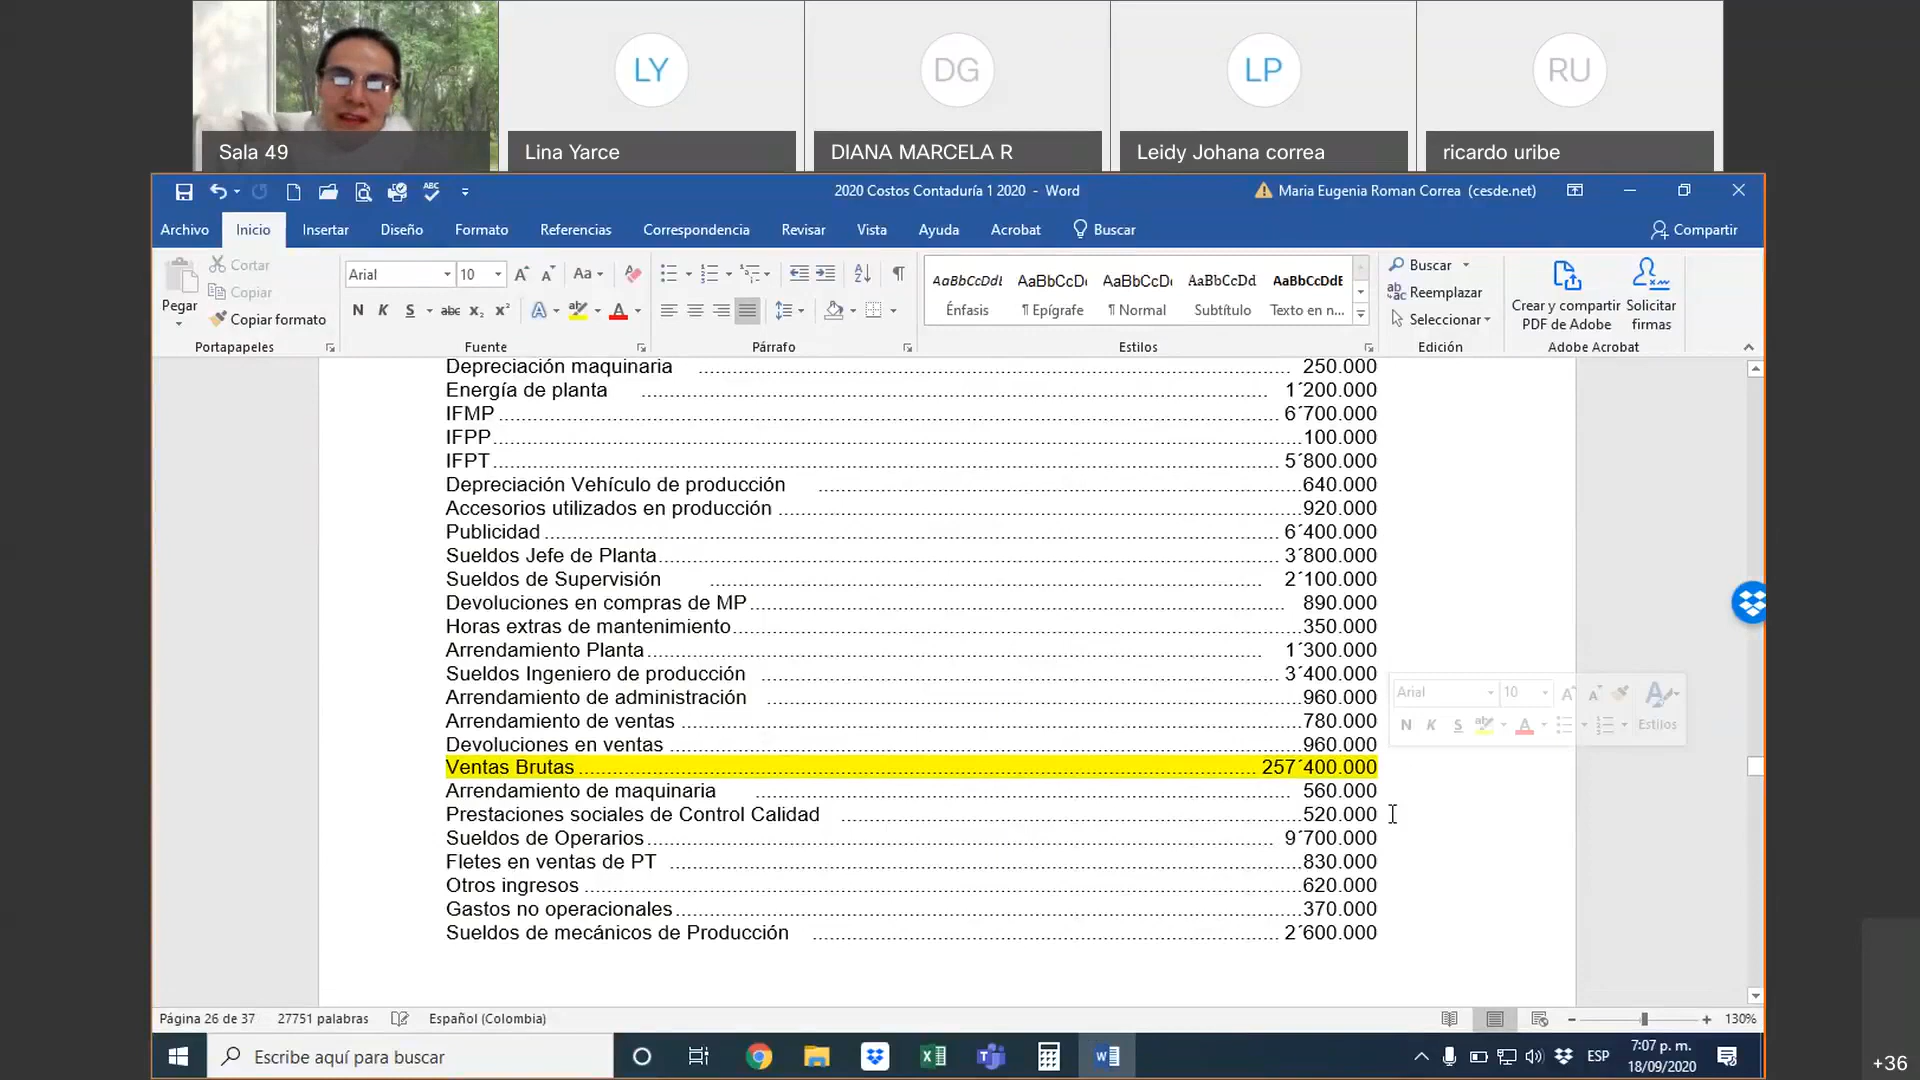 LY
DG
LP
RU
Sala 49
Lina Yarce
DIANA MARCELA R
Leidy Johana correa
ricardo uribe
2020 Costos Contaduría 1 2020 - Word
Maria Eugenia Roman Correa (cesde.net)
Archivo
Inicio
Insertar
Diseño
Formato
Referencias
Correspondencia
Revisar
Vista
Ayuda
Acrobat
Buscar
Compartir
Pegar
Cortar
Copiar
Copiar formato
Portapapeles
Arial
10
Aa
N K S abc x₂ x²
Fuente
Párrafo
AaBbCcDdI
Énfasis
AaBbCcDc
¶ Epígrafe
AaBbCcDc
¶ Normal
AaBbCcDd
Subtítulo
AaBbCcDdE
Texto en n...
Estilos
Buscar
Reemplazar
Seleccionar
Edición
Crear y compartir
PDF de Adobe
Solicitar
firmas
Adobe Acrobat
Depreciación maquinaria 250.000
Energía de planta 1´200.000
IFMP 6´700.000
IFPP 100.000
IFPT 5´800.000
Depreciación Vehículo de producción 640.000
Accesorios utilizados en producción 920.000
Publicidad 6´400.000
Sueldos Jefe de Planta 3´800.000
Sueldos de Supervisión 2´100.000
Devoluciones en compras de MP 890.000
Horas extras de mantenimiento 350.000
Arrendamiento Planta 1´300.000
Sueldos Ingeniero de producción 3´400.000
Arrendamiento de administración 960.000
Arrendamiento de ventas 780.000
Devoluciones en ventas 960.000
Ventas Brutas 257´400.000
Arrendamiento de maquinaria 560.000
Prestaciones sociales de Control Calidad 520.000
Sueldos de Operarios 9´700.000
Fletes en ventas de PT 830.000
Otros ingresos 620.000
Gastos no operacionales 370.000
Sueldos de mecánicos de Producción 2´600.000
Arial
10
N K S
Estilos
Página 26 de 37
27751 palabras
Español (Colombia)
130%
Escribe aquí para buscar
ESP
7:07 p. m.
18/09/2020
+36